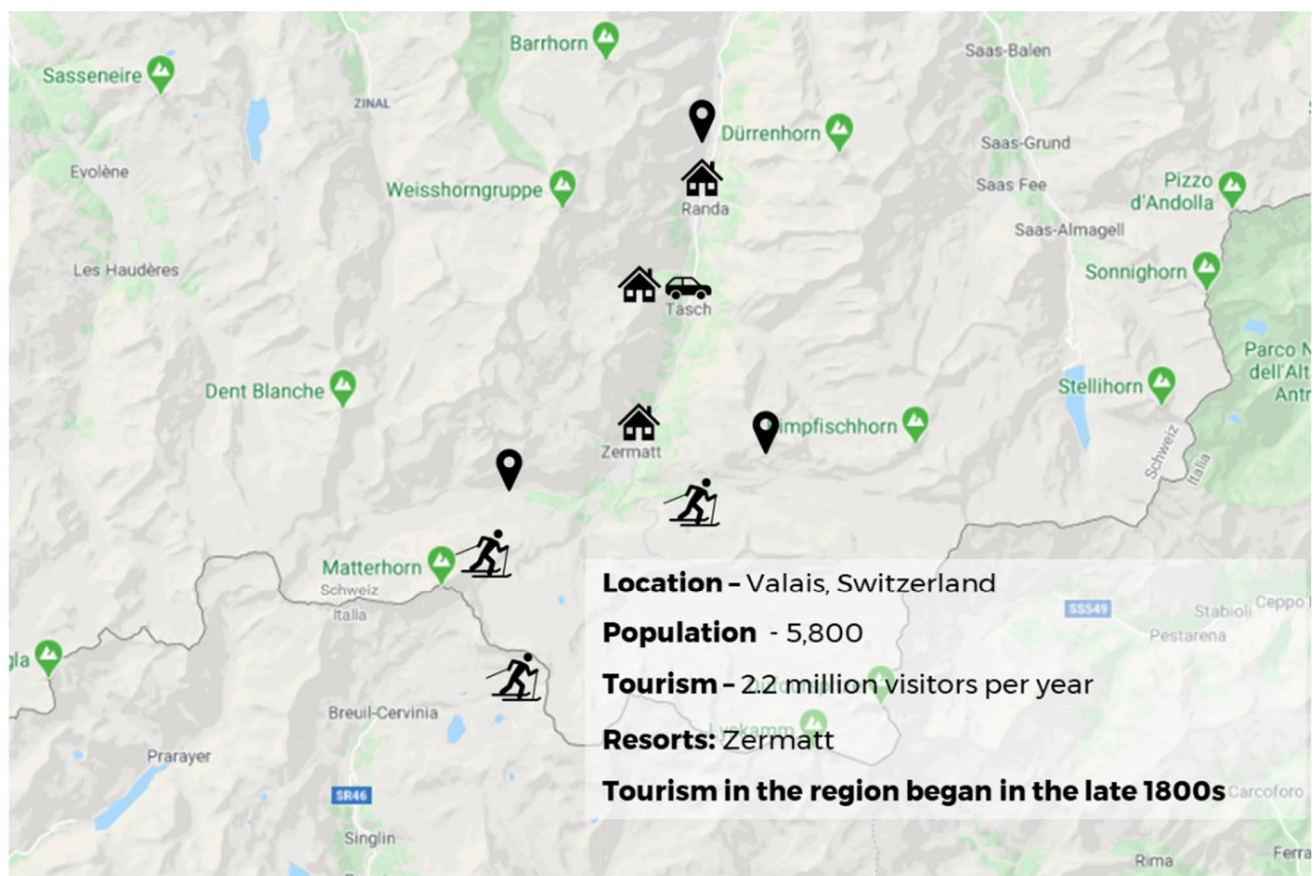 Barrhorn
Saas-Balen
Sasseneire
ZINAL
Dürrenhorn
Saas-Grund
Evolène
Weisshorngruppe
Saas Fee
Pizzo
d'Andolla
Randa
Saas-Almagell
Les Haudères
Sonnighorn
Täsch
Parco N
dell'Alt
Antr
Dent Blanche
Stellihorn
impfischhorn
Zermatt
Schweiz
Italia
Matterhorn
Schweiz
Italia
Location – Valais, Switzerland
SS549
Stabioli
Ceppo
Pestarena
Population - 5,800
gla
Tourism – 2.2 million visitors per year
Breuil-Cervinia
Lyskamm
Resorts: Zermatt
Prarayer
Tourism in the region began in the late 1800s
Carcoforo
SR46
Singlin
Rima
Ferra